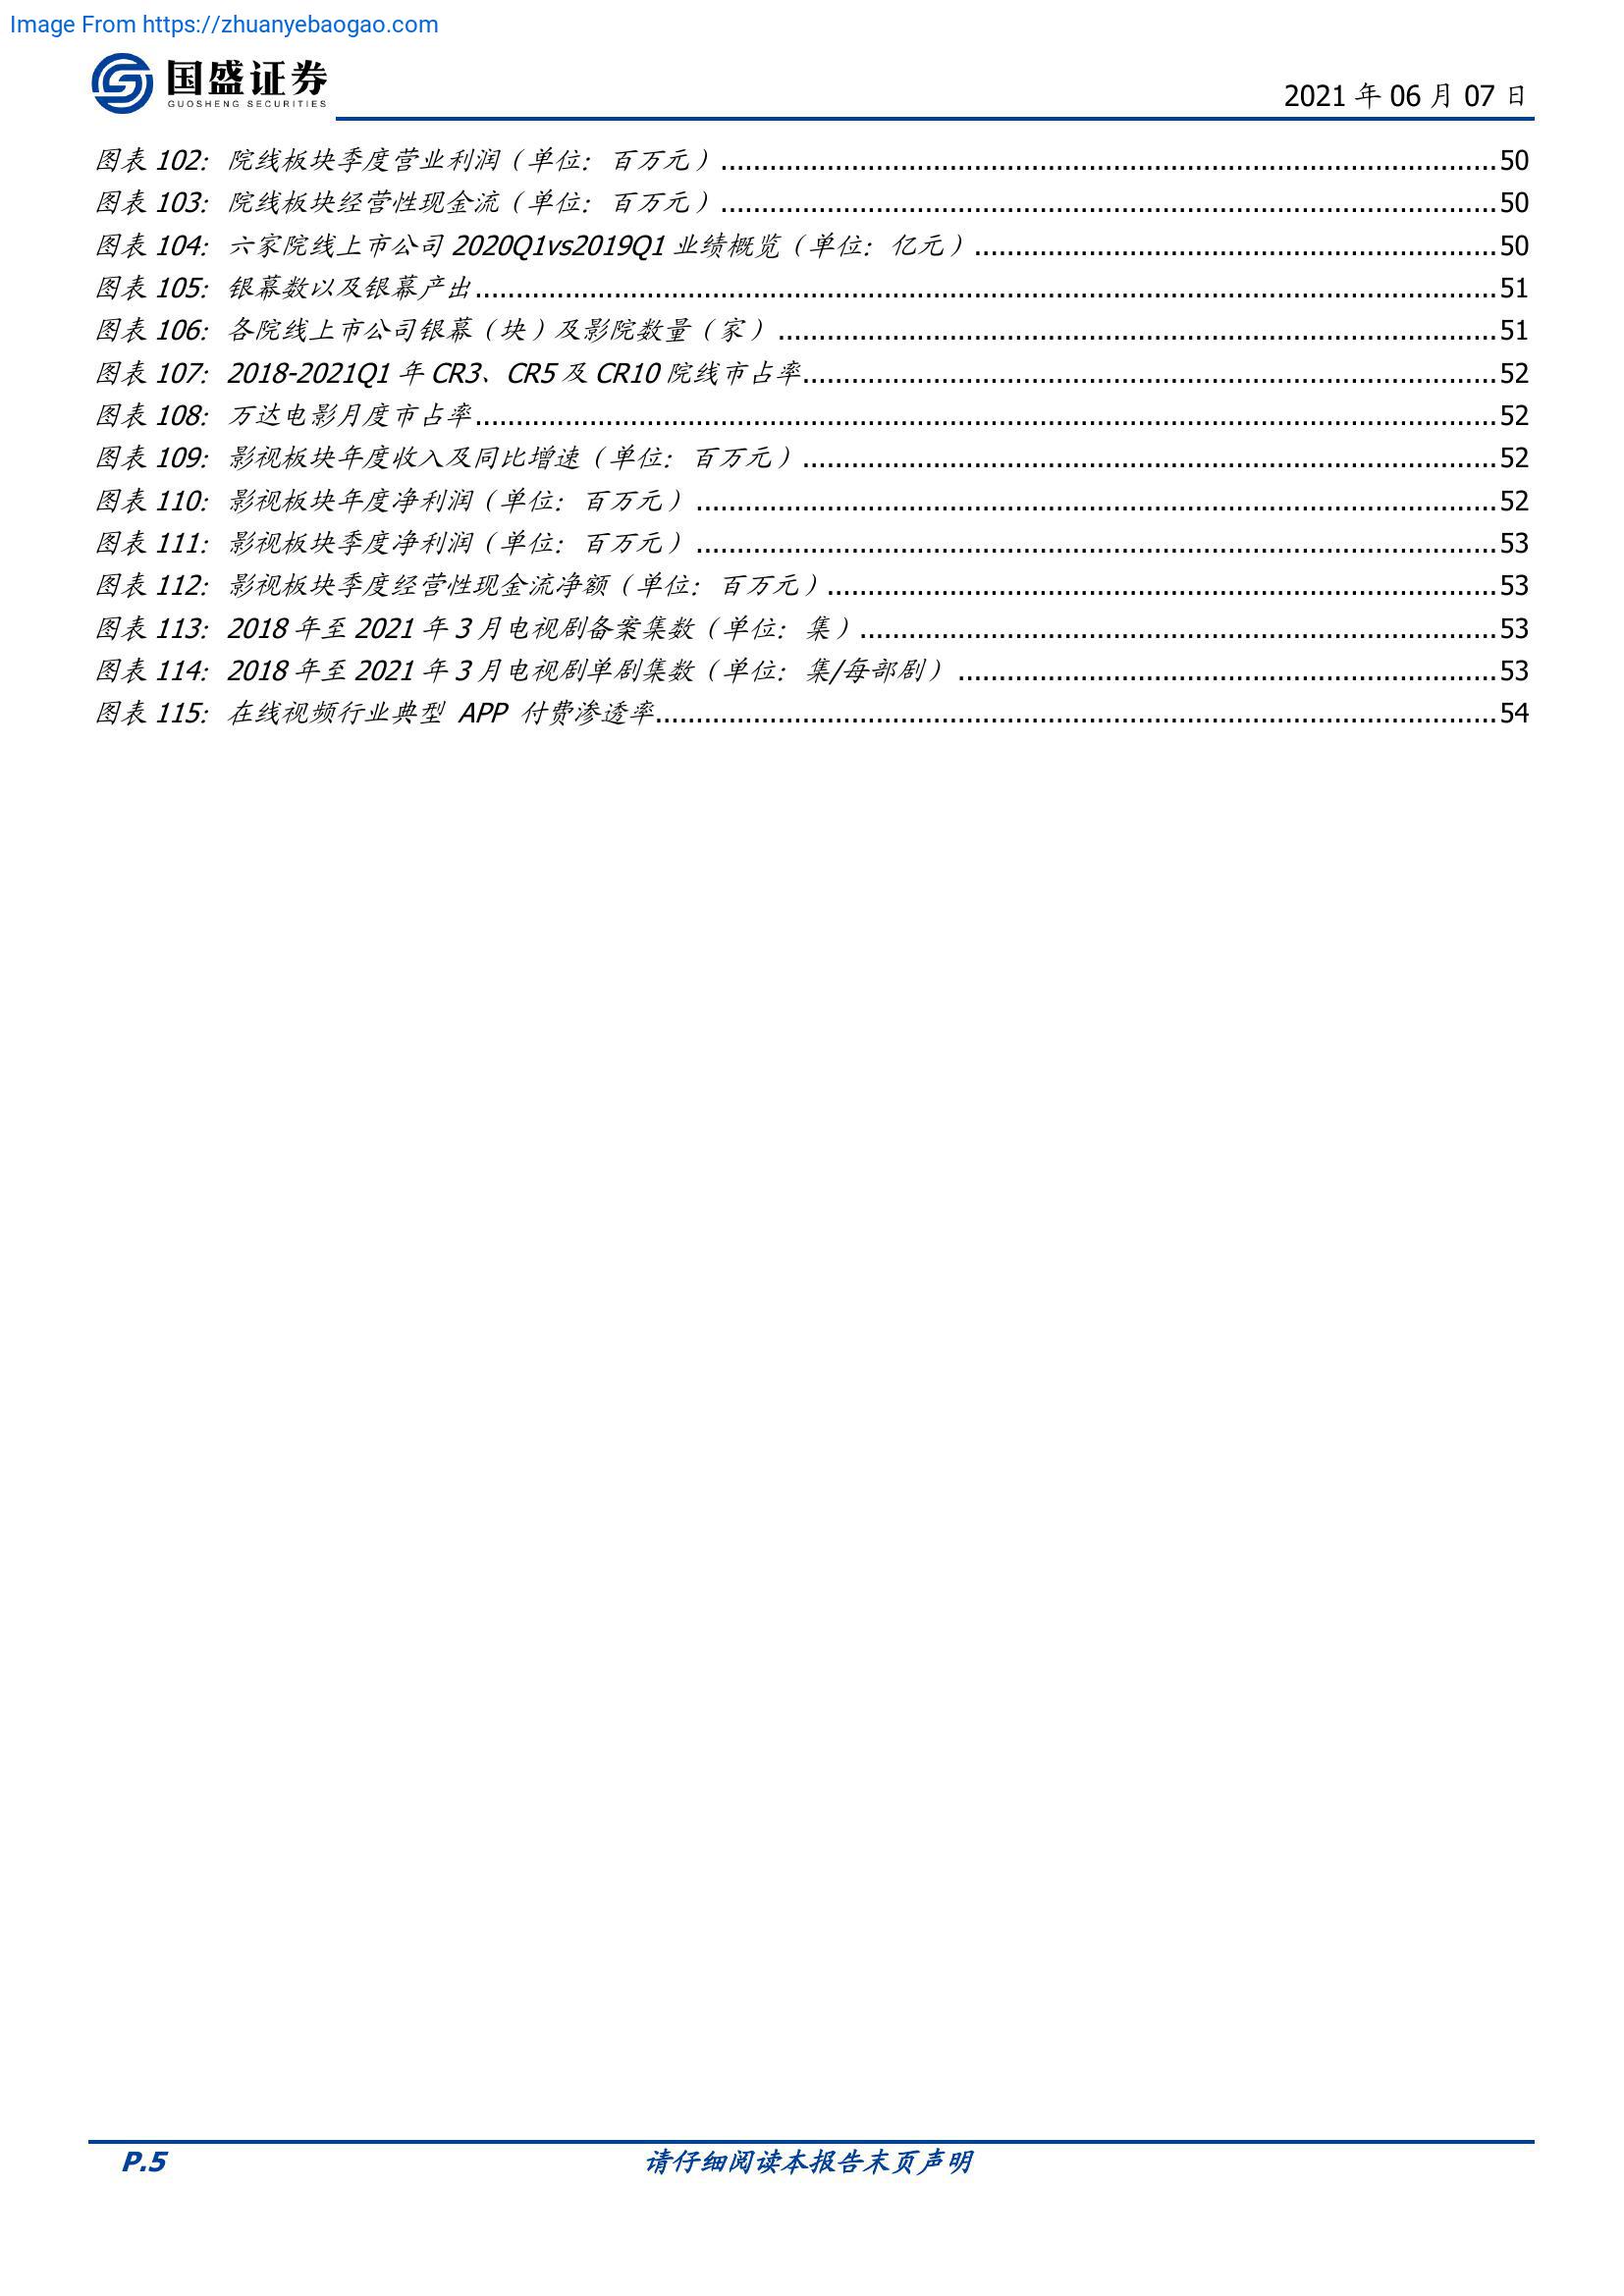 Image From https://zhuanyebaogao.com
国盛证券
GUOSHENG SECURITIES
2021 年 06 月 07 日
图表 102：院线板块季度营业利润（单位：百万元）50
图表 103：院线板块经营性现金流（单位：百万元）50
图表 104：六家院线上市公司 2020Q1vs2019Q1 业绩概览（单位：亿元）50
图表 105：银幕数以及银幕产出51
图表 106：各院线上市公司银幕（块）及影院数量（家）51
图表 107：2018-2021Q1 年 CR3、CR5 及 CR10 院线市占率52
图表 108：万达电影月度市占率52
图表 109：影视板块年度收入及同比增速（单位：百万元）52
图表 110：影视板块年度净利润（单位：百万元）52
图表 111：影视板块季度净利润（单位：百万元）53
图表 112：影视板块季度经营性现金流净额（单位：百万元）53
图表 113：2018 年至 2021 年 3 月电视剧备案集数（单位：集）53
图表 114：2018 年至 2021 年 3 月电视剧单剧集数（单位：集/每部剧）53
图表 115：在线视频行业典型 APP 付费渗透率54
P.5
请仔细阅读本报告末页声明